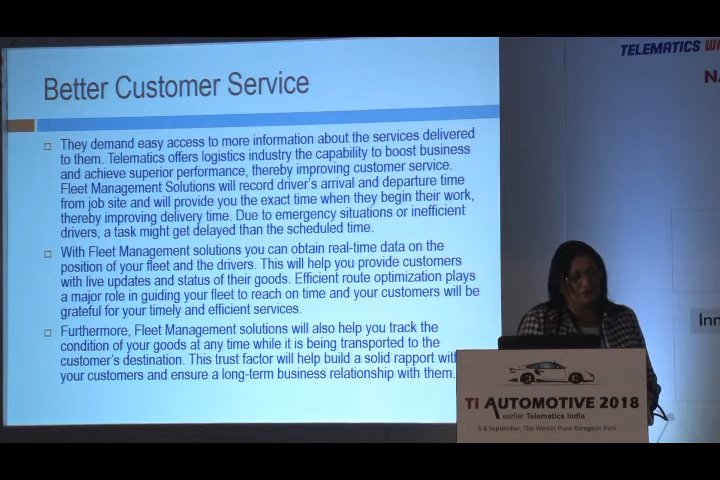 Better Customer Service
They demand easy access to more information about the services delivered
to them. Telematics offers logistics industry the capability to boost business
and achieve superior performance, thereby improving customer service.
Fleet Management Solutions will record driver's arrival and departure time
from job site and will provide you the exact time when they begin their work,
thereby improving delivery time. Due to emergency situations or inefficient
drivers, a task might get delayed than the scheduled time.
With Fleet Management solutions you can obtain real-time data on the
position of your fleet and the drivers. This will help you provide customers
with live updates and status of their goods. Efficient route optimization plays
a major role in guiding your fleet to reach on time and your customers will be
grateful for your timely and efficient services.
Furthermore, Fleet Management solutions will also help you track the
condition of your goods at any time while it is being transported to the
customer's destination. This trust factor will help build a solid rapport with
your customers and ensure a long-term business relationship with them.
TELEMATICS
TI AUTOMOTIVE 2018
earlier Telematics India
5-6 September, The Westin Pune Koregaon Park